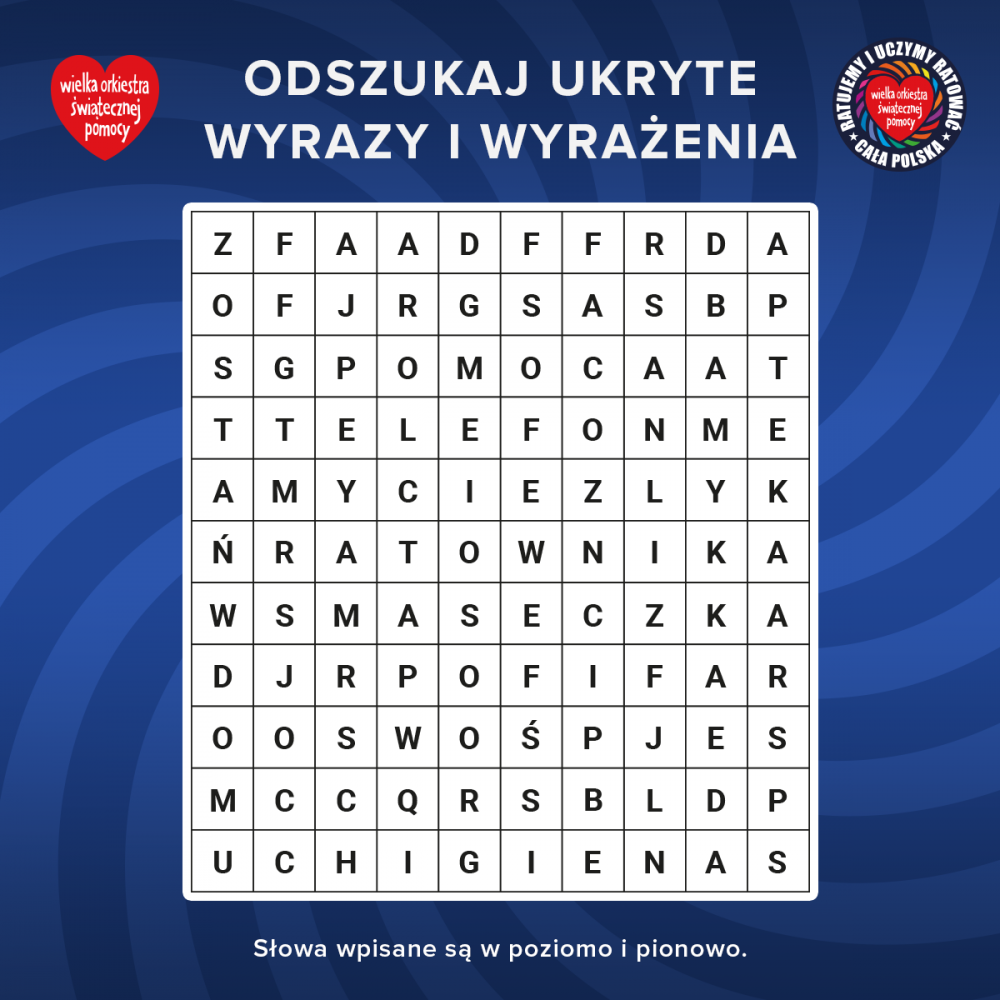 wielka orkiestra
świątecznej
pomocy
ODSZUKAJ UKRYTE
WYRAZY I WYRAŻENIA
RATUJEMY I UCZYMY RATOWAĆ
wielka orkiestra
świątecznej
pomocy
CAŁA POLSKA
Z F A A D F F R D A
O F J R G S A S B P
S G P O M O C A A T
T T E L E F O N M E
A M Y C I E Z L Y K
Ń R A T O W N I K A
W S M A S E C Z K A
D J R P O F I F A R
O O S W O Ś P J E S
M C C Q R S B L D P
U C H I G I E N A S
Słowa wpisane są w poziomo i pionowo.